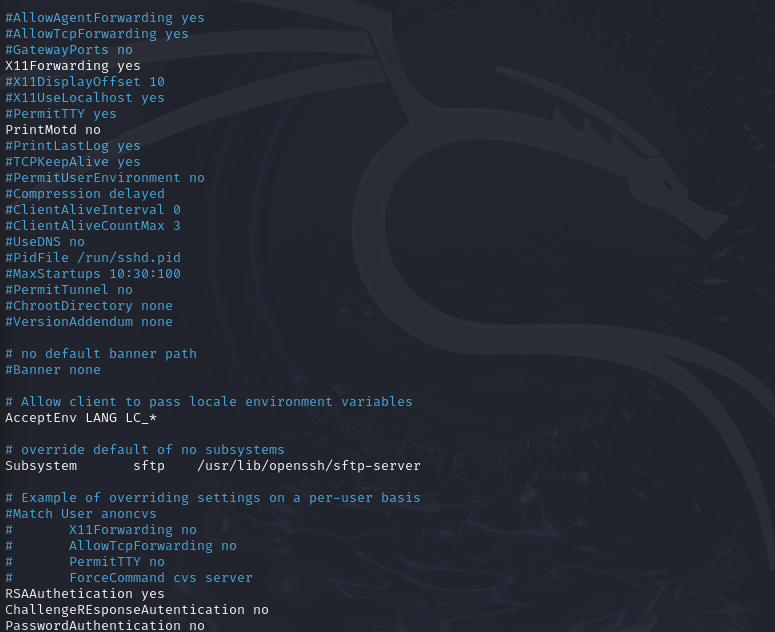 #AllowAgentForwarding yes
#AllowTcpForwarding yes
#GatewayPorts no
X11Forwarding yes
#X11DisplayOffset 10
#X11UseLocalhost yes
#PermitTTY yes
PrintMotd no
#PrintLastLog yes
#TCPKeepAlive yes
#PermitUserEnvironment no
#Compression delayed
#ClientAliveInterval 0
#ClientAliveCountMax 3
#UseDNS no
#PidFile /run/sshd.pid
#MaxStartups 10:30:100
#PermitTunnel no
#ChrootDirectory none
#VersionAddendum none
# no default banner path
#Banner none
# Allow client to pass locale environment variables
AcceptEnv LANG LC_*
# override default of no subsystems
Subsystem       sftp    /usr/lib/openssh/sftp-server
# Example of overriding settings on a per-user basis
#Match User anoncvs
#       X11Forwarding no
#       AllowTcpForwarding no
#       PermitTTY no
#       ForceCommand cvs server
RSAAuthetication yes
ChallengeREsponseAutentication no
PasswordAuthentication no